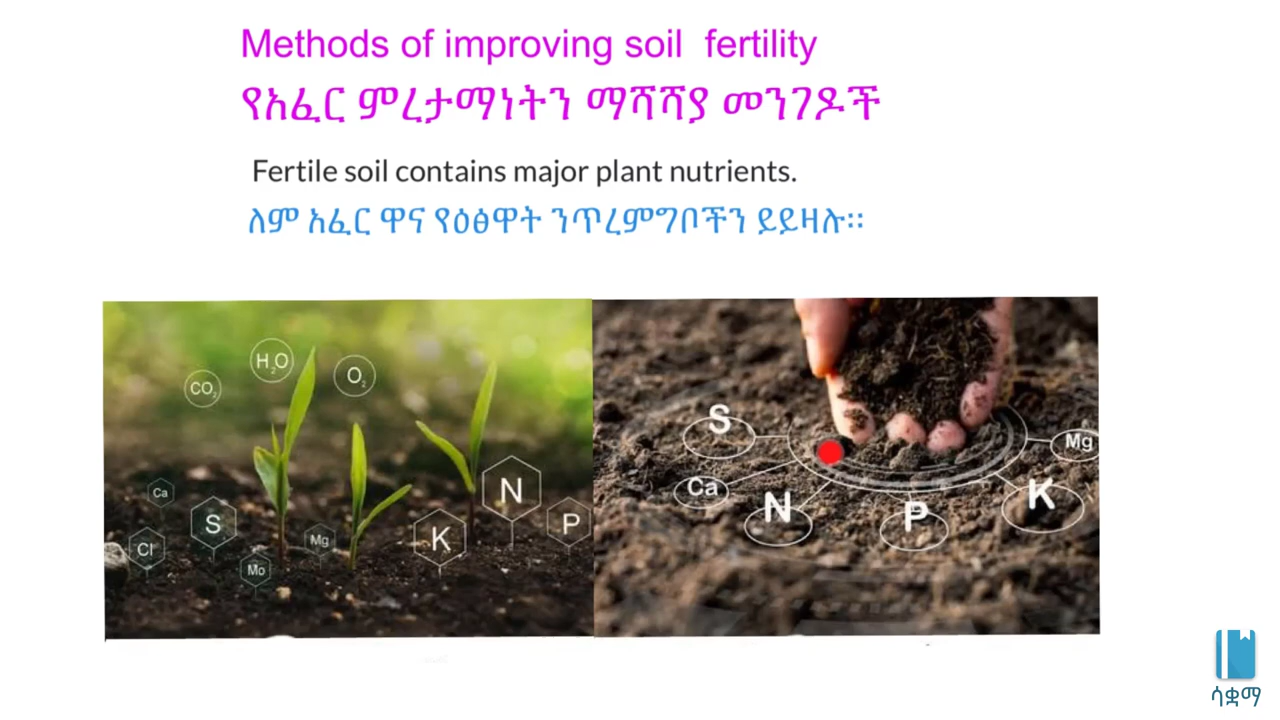 Methods of improving soil fertility
የአፈር ምረታማነትን ማሻሻያ መንገዶች
Fertile soil contains major plant nutrients.
ለም አፈር ዋና የዕፅዋት ንጥረምግቦችን ይይዛሉ፡፡
H₂O
CO₂
O₂
Ca
S
Cl
Mo
Mg
K
N
P
S
Ca
N
P
K
Mg
ሳቋማ